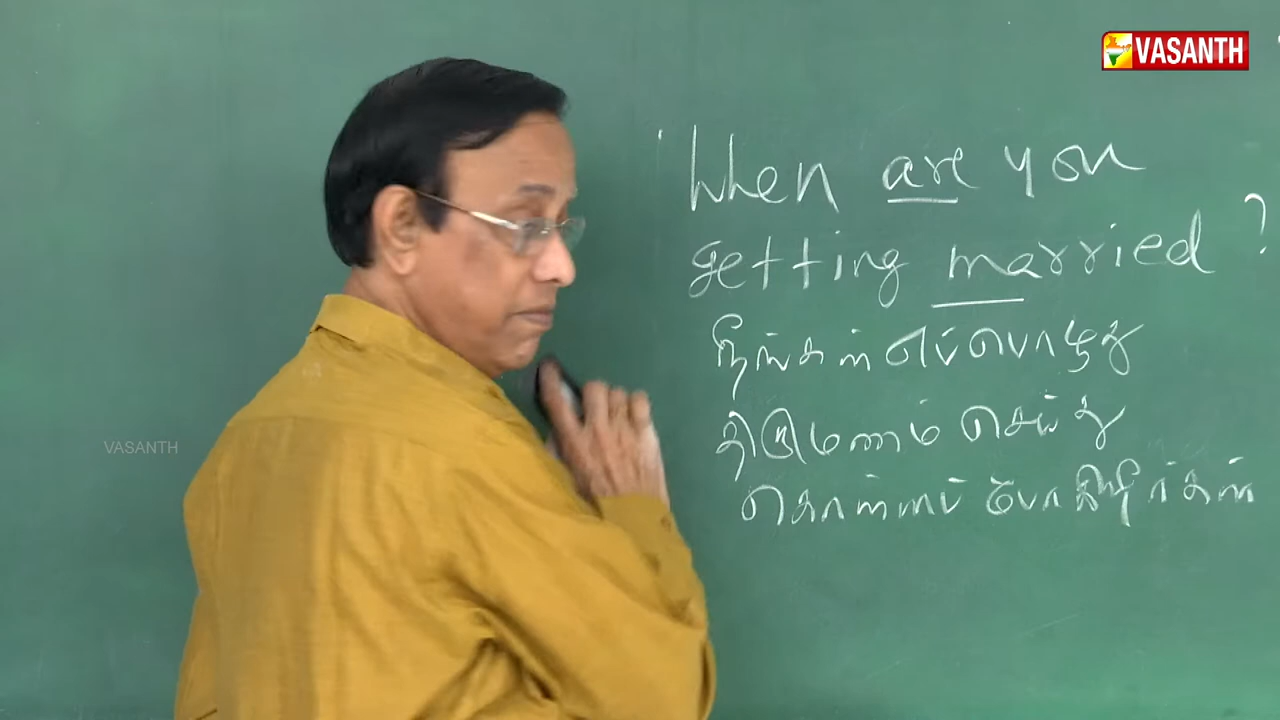 VASANTH
When are you
getting married ?
நீங்கள் எப்பொழுது
திருமணம் செய்து
கொள்ளப் போகிறீர்கள்
VASANTH